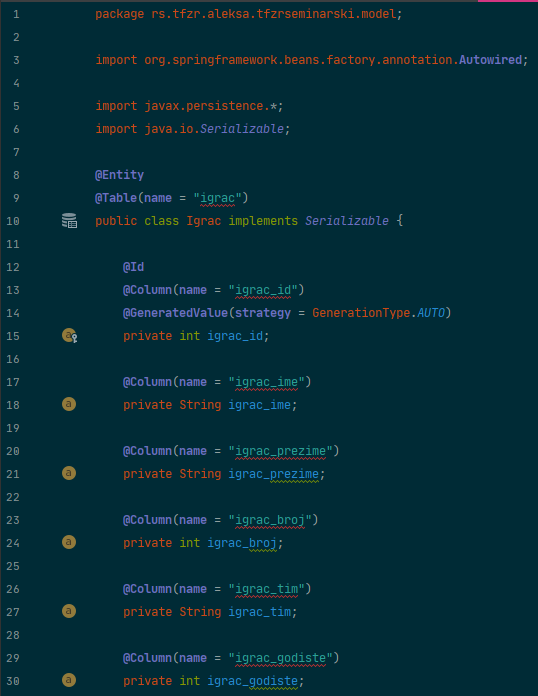 1 package rs.tfzr.aleksa.tfzrseminarski.model;
2
3 import org.springframework.beans.factory.annotation.Autowired;
4
5 import javax.persistence.*;
6 import java.io.Serializable;
7
8 @Entity
9 @Table(name = "igrac")
10 public class Igrac implements Serializable {
11
12 @Id
13 @Column(name = "igrac_id")
14 @GeneratedValue(strategy = GenerationType.AUTO)
15 a private int igrac_id;
16
17 @Column(name = "igrac_ime")
18 a private String igrac_ime;
19
20 @Column(name = "igrac_prezime")
21 a private String igrac_prezime;
22
23 @Column(name = "igrac_broj")
24 a private int igrac_broj;
25
26 @Column(name = "igrac_tim")
27 a private String igrac_tim;
28
29 @Column(name = "igrac_godiste")
30 a private int igrac_godiste;